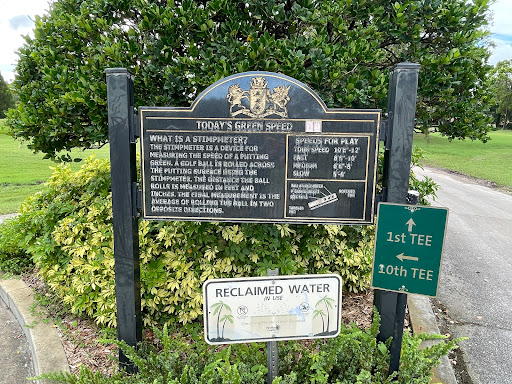 TODAY'S GREEN SPEED 11
WHAT IS A STIMPMETER?
THE STIMPMETER IS A DEVICE FOR
MEASURING THE SPEED OF A PUTTING
GREEN. A GOLF BALL IS ROLLED ACROSS
THE PUTTING SURFACE USING THE
STIMPMETER. THE DISTANCE THE BALL
ROLLS IS MEASURED IN FEET AND
INCHES. THE FINAL MEASUREMENT IS THE
AVERAGE OF ROLLING THE BALL IN TWO
OPPOSITE DIRECTIONS.
SPEEDS FOR PLAY
TOUR SPEED
FAST
MEDIUM
SLOW
1st TEE
10th TEE
RECLAIMED WATER
IN USE